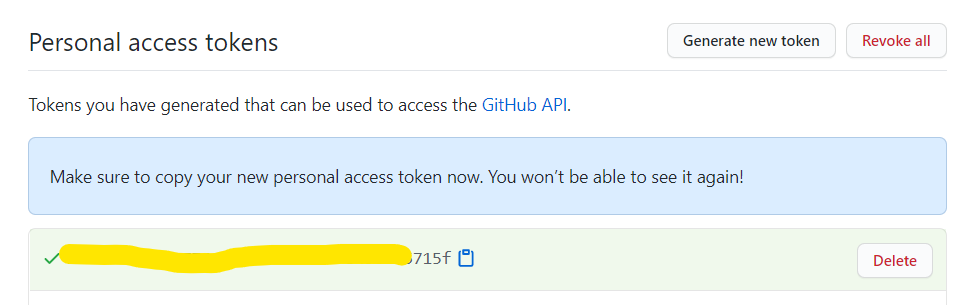 Personal access tokens
Generate new token
Revoke all
Tokens you have generated that can be used to access the GitHub API.
Make sure to copy your new personal access token now. You won’t be able to see it again!
715f
Delete